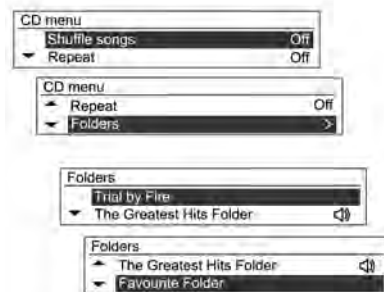 CD menu
Shuffle songs Off
Repeat Off
CD menu
Repeat Off
Folders >
Folders
Trial by Fire
The Greatest Hits Folder
Folders
The Greatest Hits Folder
Favourite Folder